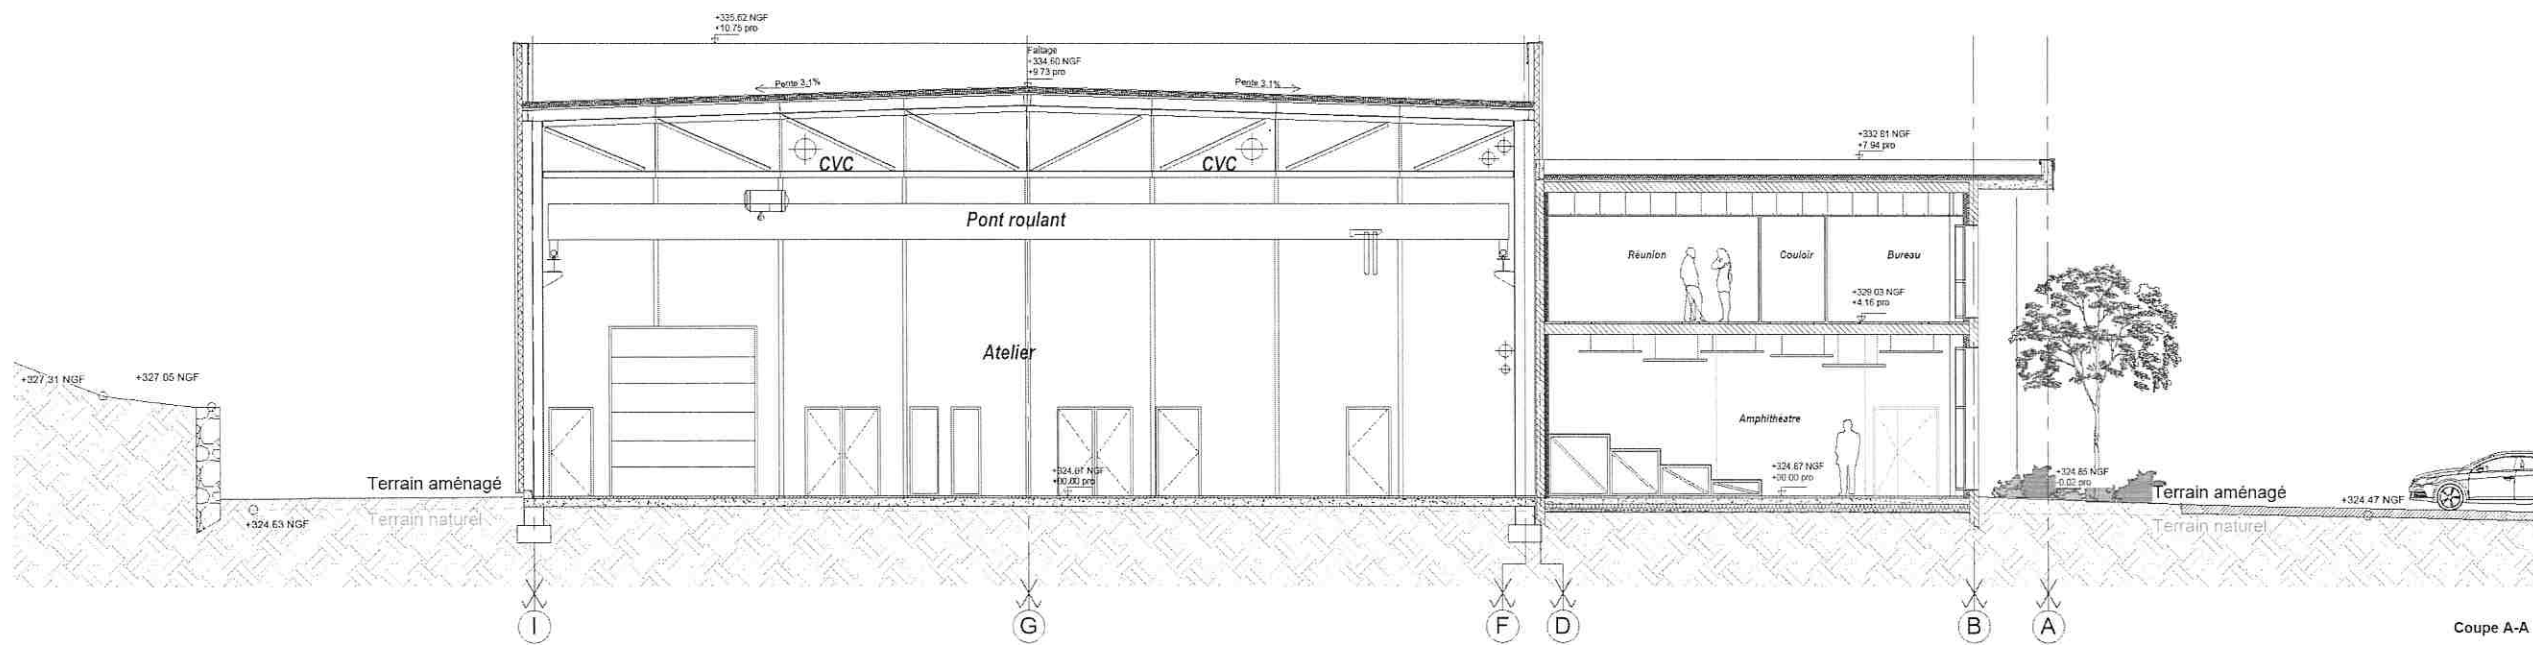 +335.62 NGF
+10.75 pro
Faîtage
+334.60 NGF
+9.73 pro
Pente 3,1%
Pente 3,1%
+332.81 NGF
+7.94 pro
CVC
CVC
Pont roulant
Réunion
Couloir
Bureau
+329.03 NGF
+4.16 pro
Atelier
+327.31 NGF
+327.05 NGF
Amphithéatre
+324.87 NGF
+00.00 pro
+324.87 NGF
+00.00 pro
+324.85 NGF
-0.02 pro
Terrain aménagé
Terrain naturel
+324.63 NGF
Terrain aménagé
Terrain naturel
+324.47 NGF
I
G
F
D
B
A
Coupe A-A